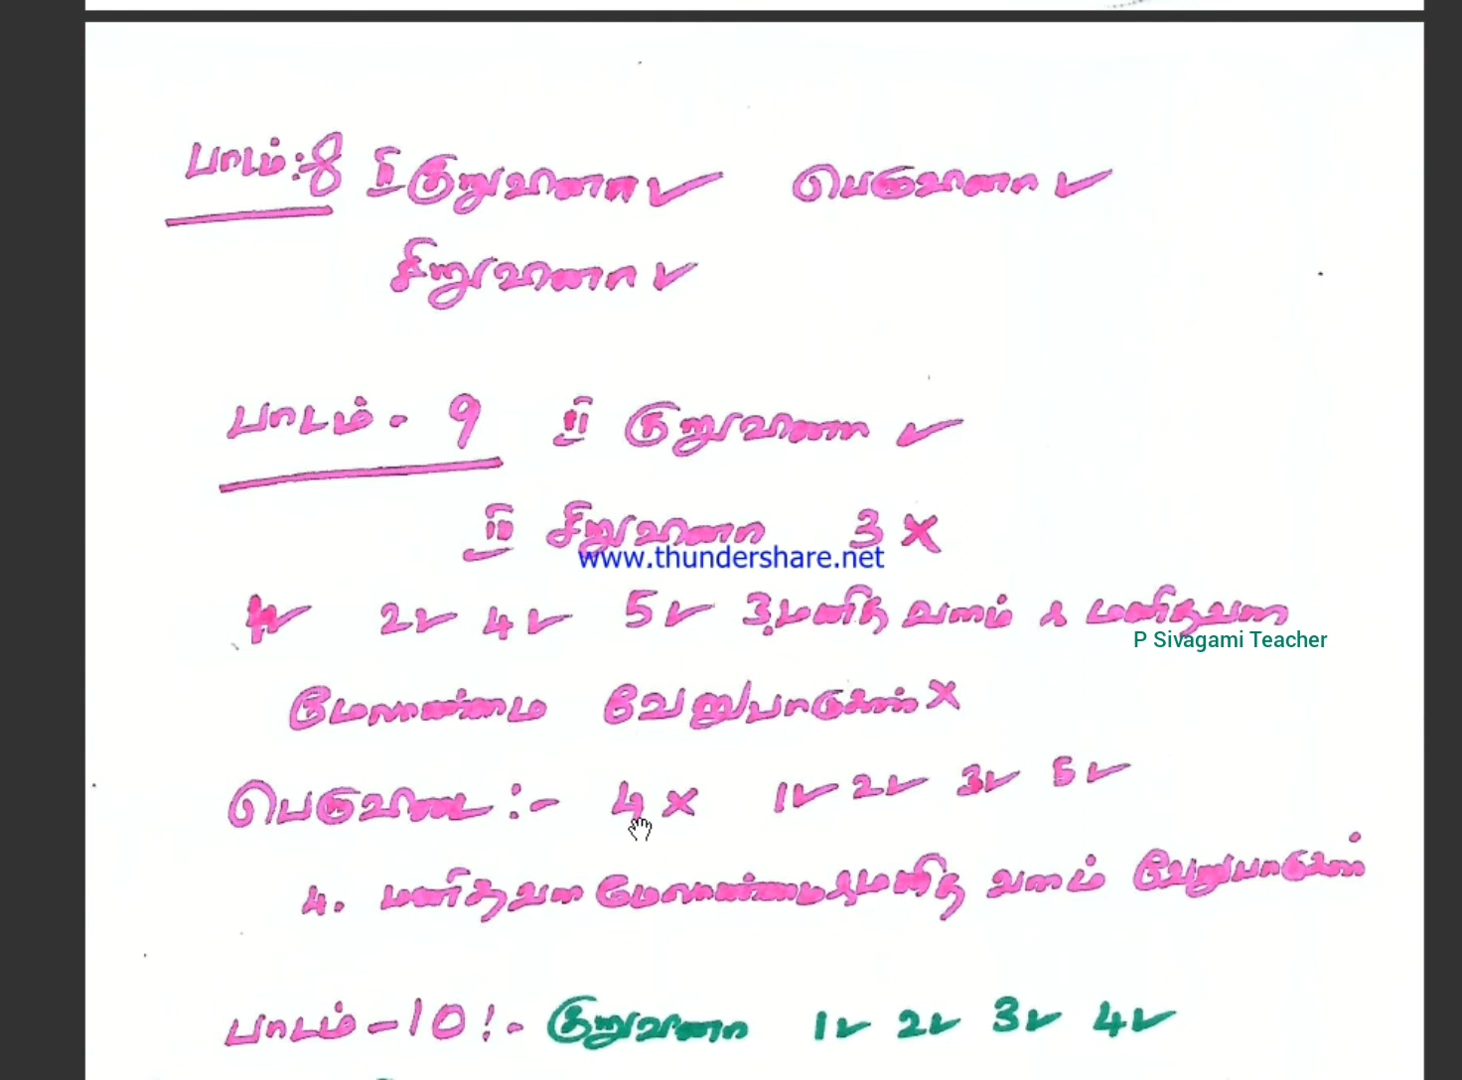 பாடம்:-8 II குறுவினா ✓ பெருவினா ✓
சிறுவினா ✓
பாடம் - 9 II குறுவினா ✓
III சிறுவினா 3 ✗
www.thundershare.net
1✓ 2✓ 4✓ 5✓ 3. மனித வளம் & மனிதவள
P Sivagami Teacher
மேலாண்மை வேறுபாடுகள் ✗
பெருவிடை :- 4 ✗ 1✓ 2✓ 3✓ 5✓
4. மனிதவள மேலாண்மை & மனித வளம் வேறுபாடுகள்
பாடம் - 10 :- குறுவினா 1✓ 2✓ 3✓ 4✓